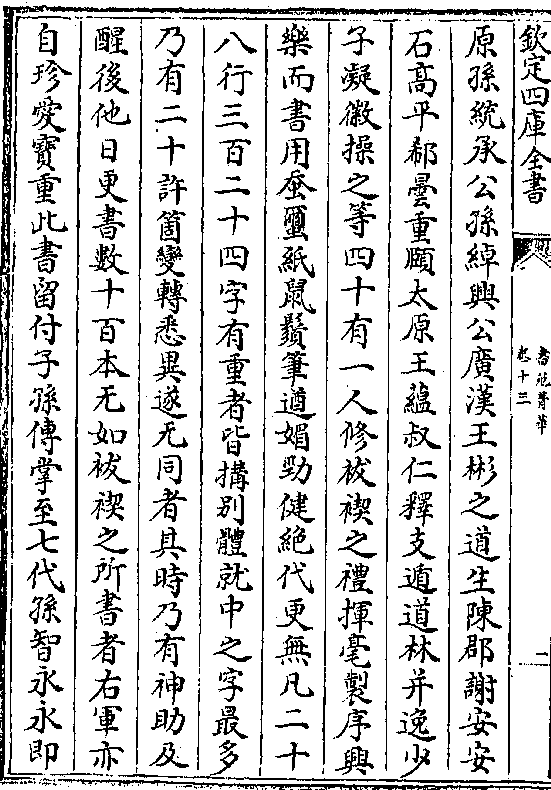 欽定四庫全書
書苑菁華
卷十三
一
原孫統承公孫綽興公廣漢王彬之道生陳郡謝安安
石高平郗曇重熈太原王藴叔仁釋支遁道林并逸少
子凝徽操之等四十有一人修祓禊之禮揮毫製序興
樂而書用蚕蠒紙鼠鬚筆遒媚勁健絶代更無凡二十
八行三百二十四字有重者皆搆别體就中之字最多
乃有二十許箇變轉悉異遂无同者其時乃有神助及
醒後他日更書數十百本无如祓禊之所書者右軍亦
自珍愛寳重此書留付子孫傳掌至七代孫智永永即